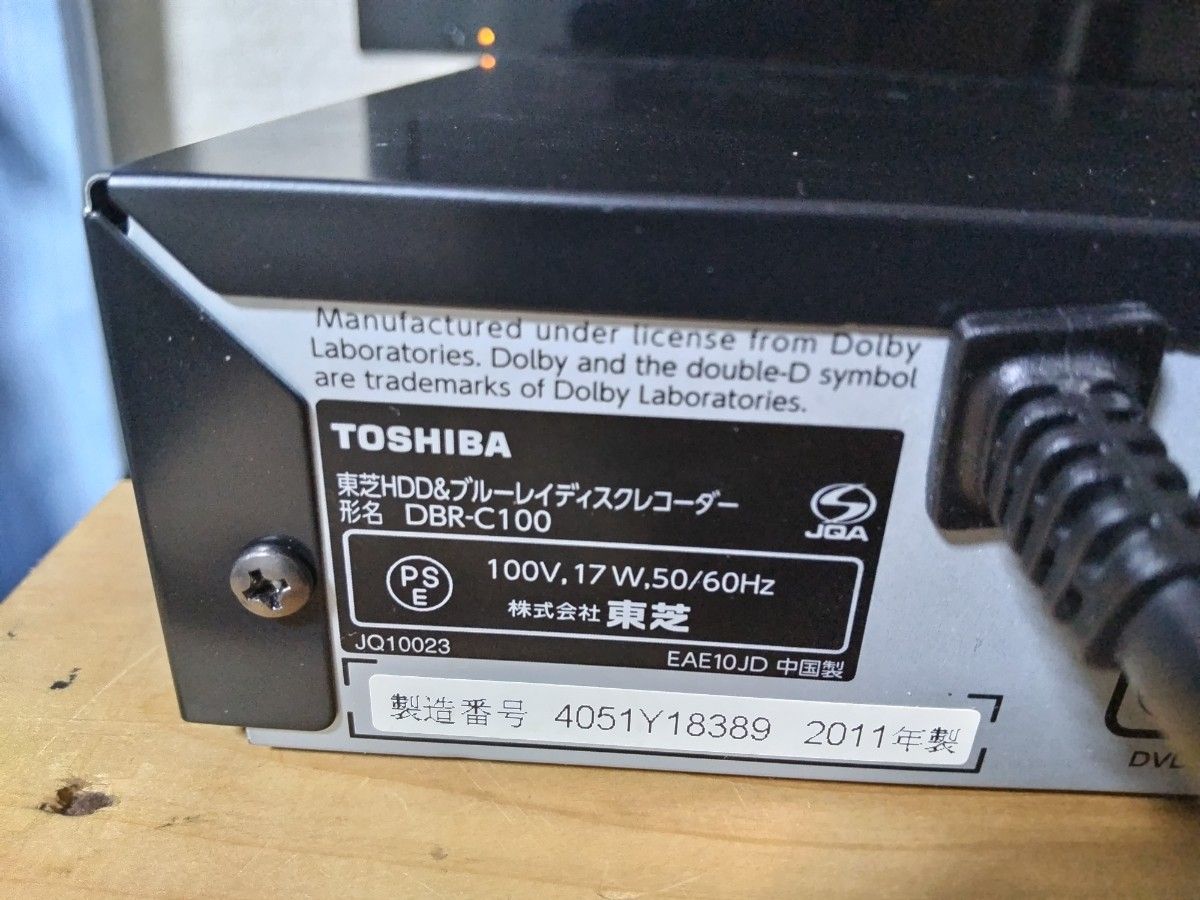 Manufactured under license from Dolby
Laboratories. Dolby and the double-D symbol
are trademarks of Dolby Laboratories.
TOSHIBA
東芝HDD&ブルーレイディスクレコーダー
形名 DBR-C100
JQA
PS
E
100V,17W,50/60Hz
株式会社 東芝
JQ10023
EAE10JD 中国製
製造番号 4051Y18389 2011年製